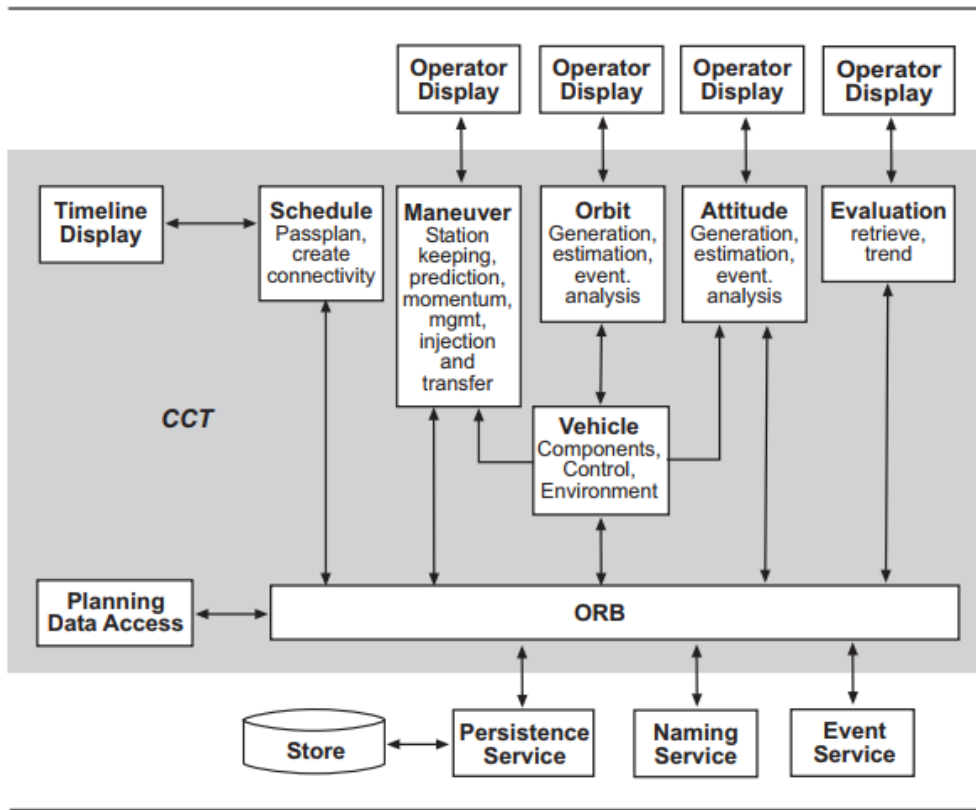 Operator
Display
Operator
Display
Operator
Display
Operator
Display
Timeline
Display
Schedule
Passplan,
create
connectivity
Maneuver
Station
keeping,
prediction,
momentum,
mgmt,
injection
and
transfer
Orbit
Generation,
estimation,
event.
analysis
Attitude
Generation,
estimation,
event.
analysis
Evaluation
retrieve,
trend
CCT
Vehicle
Components,
Control,
Environment
Planning
Data Access
ORB
Store
Persistence
Service
Naming
Service
Event
Service